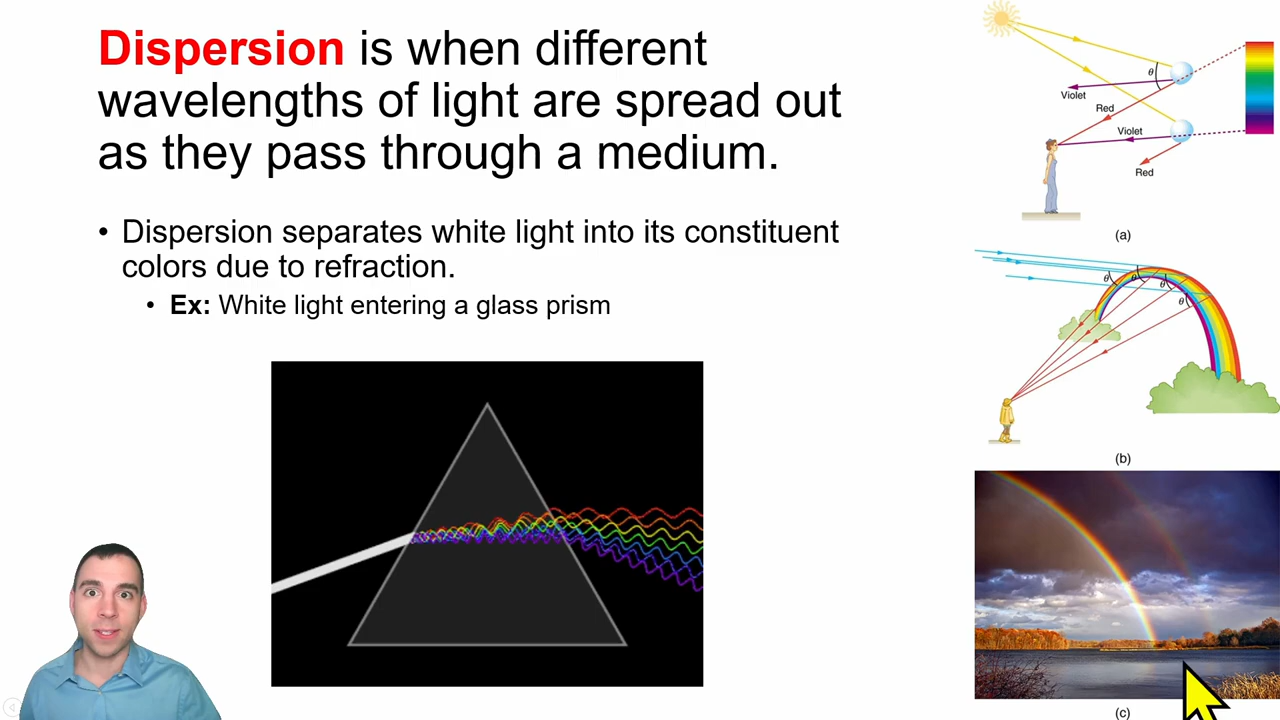 Dispersion is when different
wavelengths of light are spread out
as they pass through a medium.
• Dispersion separates white light into its constituent
colors due to refraction.
• Ex: White light entering a glass prism
θ
Violet
Red
Violet
Red
(a)
θ
θ
θ
θ
(b)
(c)